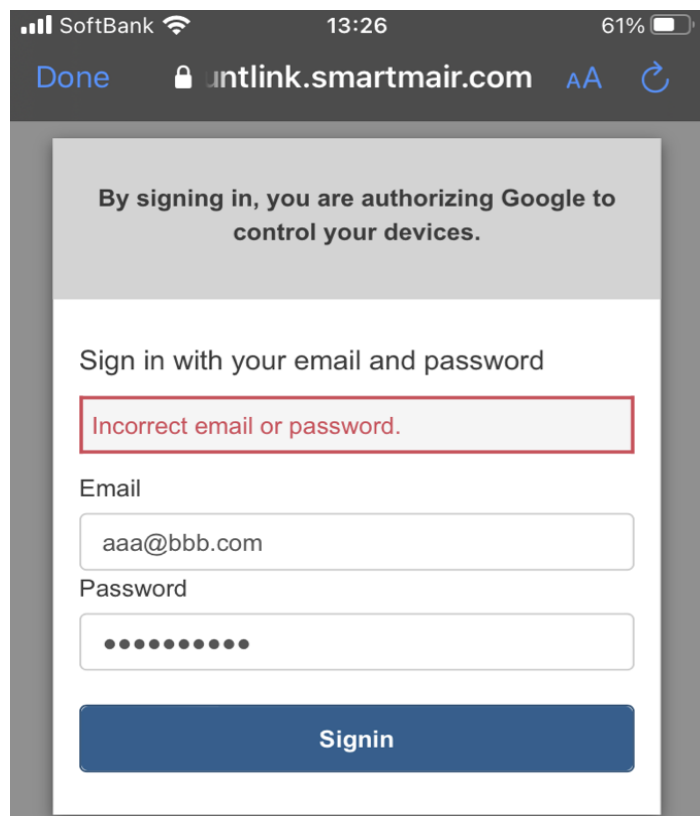 SoftBank 13:26 61%
Done untlink.smartmair.com AA
By signing in, you are authorizing Google to
control your devices.
Sign in with your email and password
Incorrect email or password.
Email
aaa@bbb.com
Password
••••••••••
Signin